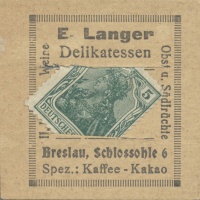 E. Langer
Delikatessen
Weine
Obst u. Südfrüchte
5
DEUTSCHES
Breslau, Schlossohle 6
Spez.: Kaffee - Kakao